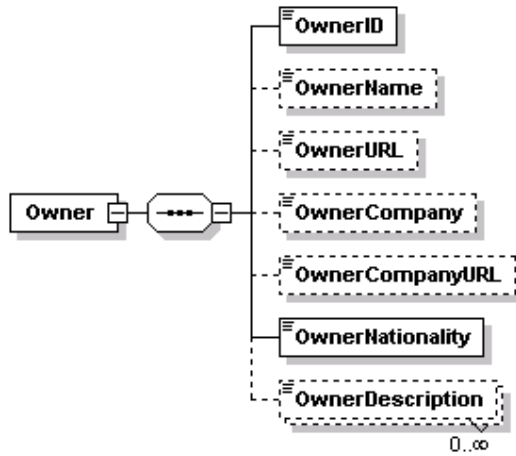 OwnerID
OwnerName
OwnerURL
Owner
OwnerCompany
OwnerCompanyURL
OwnerNationality
OwnerDescription
0..∞